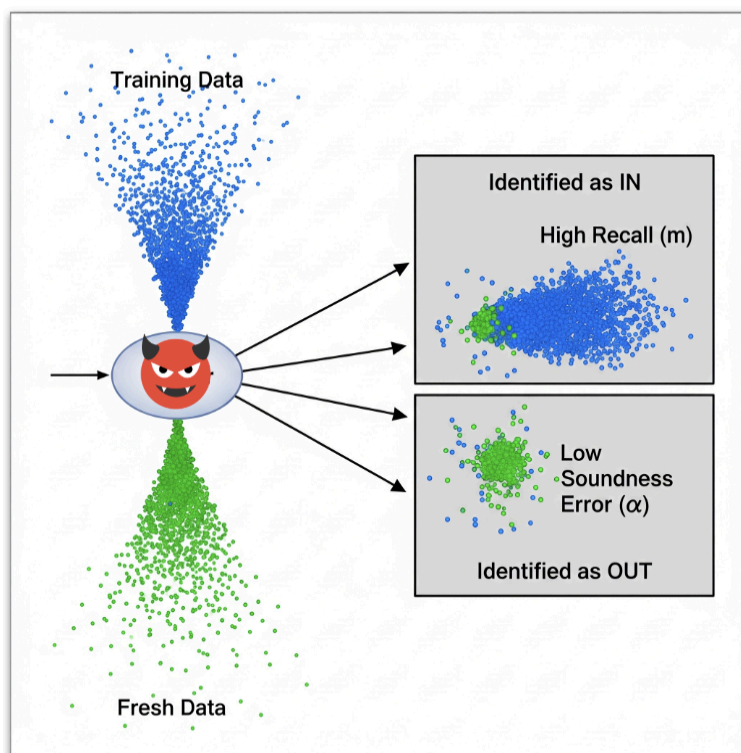 Training Data
Identified as IN
High Recall (m)
Low
Soundness
Error (α)
Identified as OUT
Fresh Data